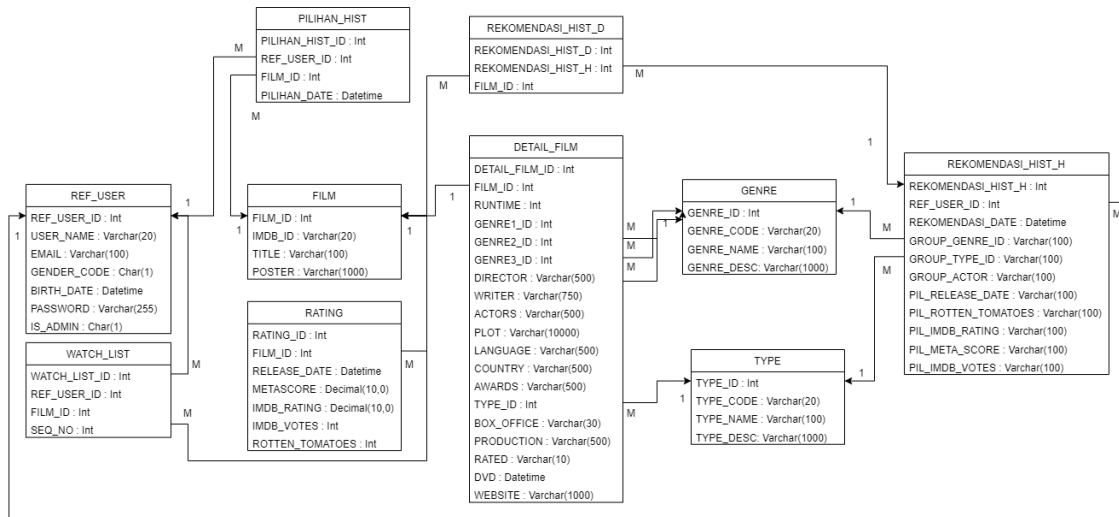 PILIHAN_HIST
PILIHAN_HIST_ID : Int
REF_USER_ID : Int
FILM_ID : Int
PILIHAN_DATE : Datetime
M
M
REKOMENDASI_HIST_D
REKOMENDASI_HIST_D : Int
REKOMENDASI_HIST_H : Int
FILM_ID : Int
M
M
M
1
REF_USER
REF_USER_ID : Int
USER_NAME : Varchar(20)
EMAIL : Varchar(100)
GENDER_CODE : Char(1)
BIRTH_DATE : Datetime
PASSWORD : Varchar(255)
IS_ADMIN : Char(1)
1
1
1
WATCH_LIST
WATCH_LIST_ID : Int
REF_USER_ID : Int
FILM_ID : Int
SEQ_NO : Int
M
M
FILM
FILM_ID : Int
IMDB_ID : Varchar(20)
TITLE : Varchar(100)
POSTER : Varchar(1000)
1
1
1
RATING
RATING_ID : Int
FILM_ID : Int
RELEASE_DATE : Datetime
METASCORE : Decimal(10,0)
IMDB_RATING : Decimal(10,0)
IMDB_VOTES : Int
ROTTEN_TOMATOES : Int
M
DETAIL_FILM
DETAIL_FILM_ID : Int
FILM_ID : Int
RUNTIME : Int
GENRE1_ID : Int
GENRE2_ID : Int
GENRE3_ID : Int
DIRECTOR : Varchar(500)
WRITER : Varchar(750)
ACTORS : Varchar(500)
PLOT : Varchar(10000)
LANGUAGE : Varchar(500)
COUNTRY : Varchar(500)
AWARDS : Varchar(500)
TYPE_ID : Int
BOX_OFFICE : Varchar(30)
PRODUCTION : Varchar(500)
RATED : Varchar(10)
DVD : Datetime
WEBSITE : Varchar(1000)
M
M
M
M
1
1
GENRE
GENRE_ID : Int
GENRE_CODE : Varchar(20)
GENRE_NAME : Varchar(100)
GENRE_DESC: Varchar(1000)
1
M
TYPE
TYPE_ID : Int
TYPE_CODE : Varchar(20)
TYPE_NAME : Varchar(100)
TYPE_DESC: Varchar(1000)
1
M
REKOMENDASI_HIST_H
REKOMENDASI_HIST_H : Int
REF_USER_ID : Int
REKOMENDASI_DATE : Datetime
GROUP_GENRE_ID : Varchar(100)
GROUP_TYPE_ID : Varchar(100)
GROUP_ACTOR : Varchar(100)
PIL_RELEASE_DATE : Varchar(100)
PIL_ROTTEN_TOMATOES : Varchar(100)
PIL_IMDB_RATING : Varchar(100)
PIL_META_SCORE : Varchar(100)
PIL_IMDB_VOTES : Varchar(100)